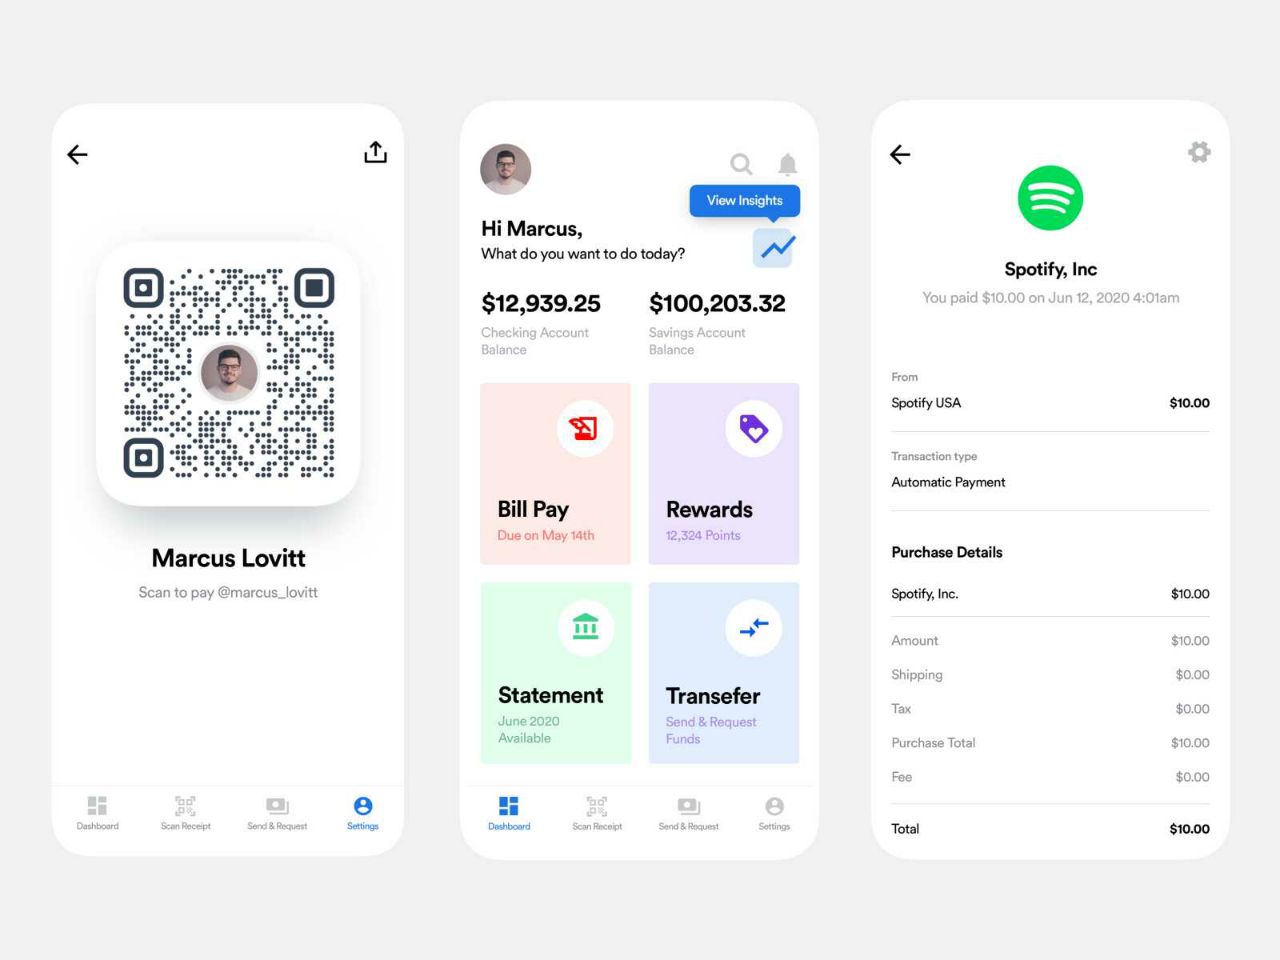 Marcus Lovitt
Scan to pay @marcus_lovitt
Dashboard
Scan Receipt
Send & Request
Settings
View Insights
Hi Marcus,
What do you want to do today?
$12,939.25
Checking Account
Balance
$100,203.32
Savings Account
Balance
Bill Pay
Due on May 14th
Rewards
12,324 Points
Statement
June 2020
Available
Transefer
Send & Request
Funds
Dashboard
Scan Receipt
Send & Request
Settings
Spotify, Inc
You paid $10.00 on Jun 12, 2020 4:01am
From
Spotify USA $10.00
Transaction type
Automatic Payment
Purchase Details
Spotify, Inc. $10.00
Amount $10.00
Shipping $0.00
Tax $0.00
Purchase Total $10.00
Fee $0.00
Total $10.00